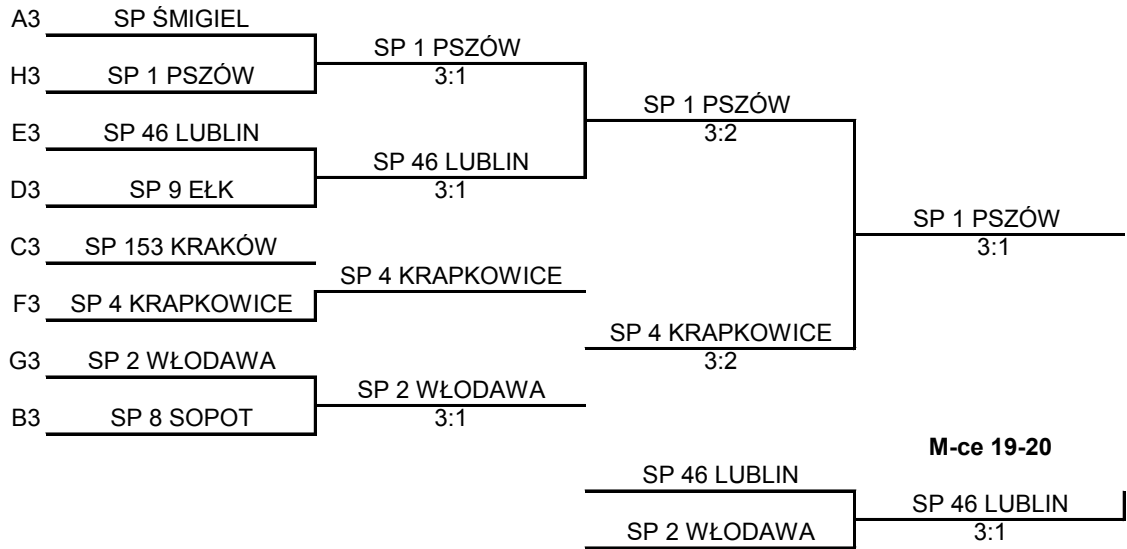 A3 SP ŚMIGIEL
SP 1 PSZÓW
H3 SP 1 PSZÓW 3:1
SP 1 PSZÓW
E3 SP 46 LUBLIN 3:2
SP 46 LUBLIN
D3 SP 9 EŁK 3:1
SP 1 PSZÓW
C3 SP 153 KRAKÓW 3:1
SP 4 KRAPKOWICE
F3 SP 4 KRAPKOWICE
SP 4 KRAPKOWICE
G3 SP 2 WŁODAWA 3:2
SP 2 WŁODAWA
B3 SP 8 SOPOT 3:1
M-ce 19-20
SP 46 LUBLIN
SP 46 LUBLIN
SP 2 WŁODAWA 3:1